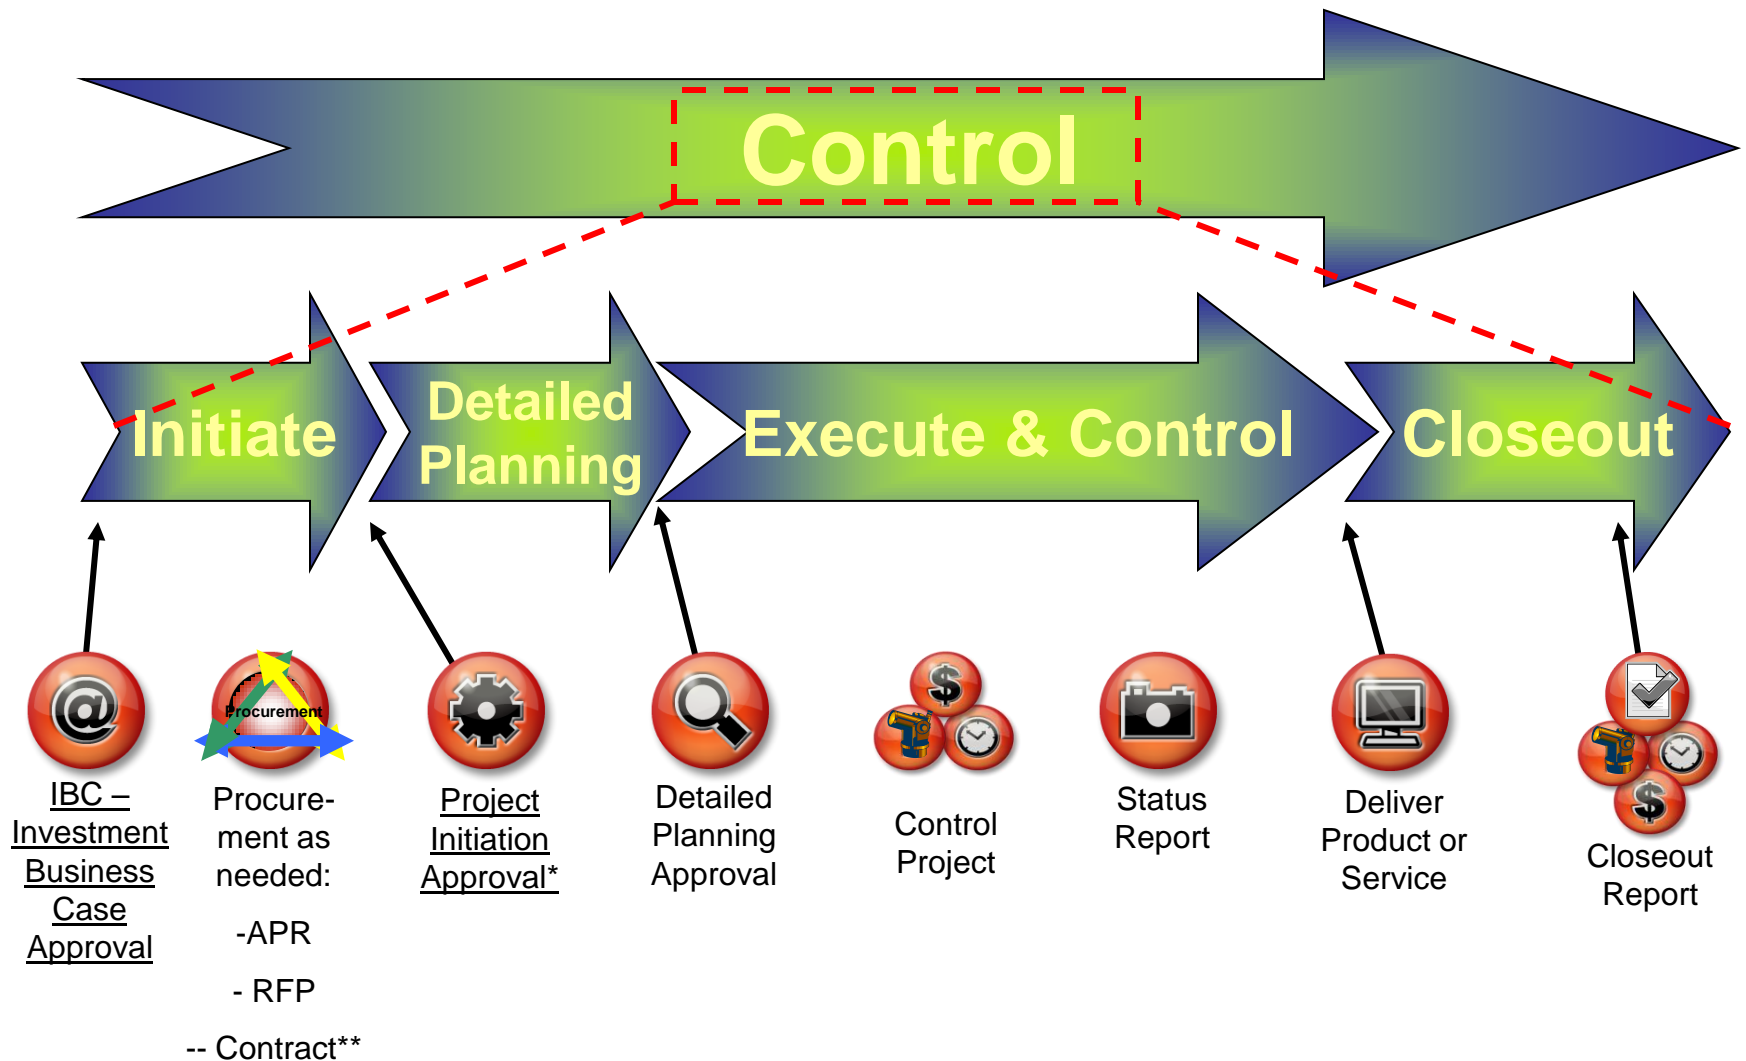 Control
Initiate
Detailed
Planning
Execute & Control
Closeout
@
IBC –
Investment
Business
Case
Approval
Procurement
Procure-
ment as
needed:
-APR
- RFP
-- Contract**
Project
Initiation
Approval*
Detailed
Planning
Approval
$
Control
Project
Status
Report
Deliver
Product or
Service
$
Closeout
Report